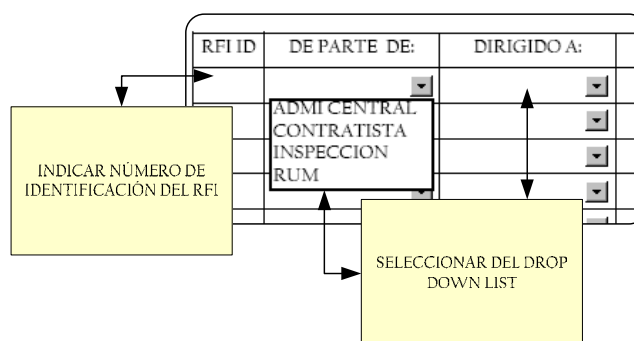 RFI ID DE PARTE DE: DIRIGIDO A:
ADMI CENTRAL
CONTRATISTA
INSPECCION
RUM
INDICAR NÚMERO DE
IDENTIFICACIÓN DEL RFI
SELECCIONAR DEL DROP
DOWN LIST